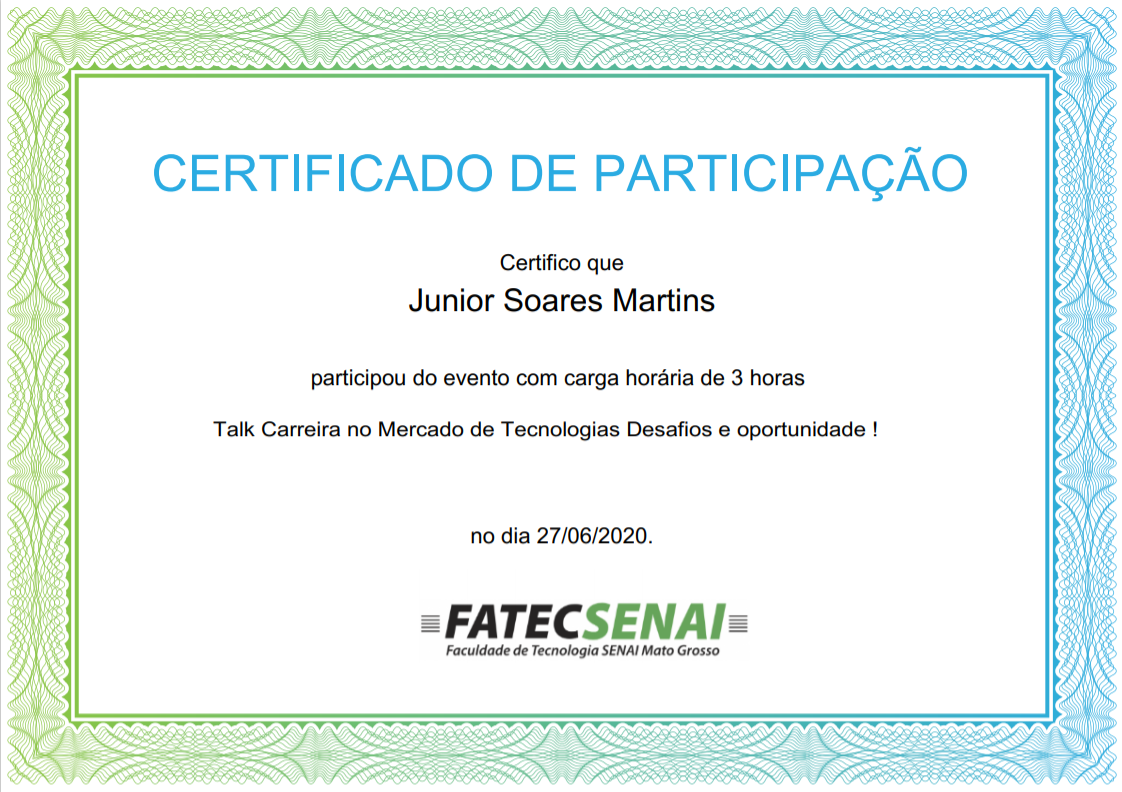 CERTIFICADO DE PARTICIPAÇÃO
Certifico que
Junior Soares Martins
participou do evento com carga horária de 3 horas
Talk Carreira no Mercado de Tecnologias Desafios e oportunidade !
no dia 27/06/2020.
FATECSENAI
Faculdade de Tecnologia SENAI Mato Grosso